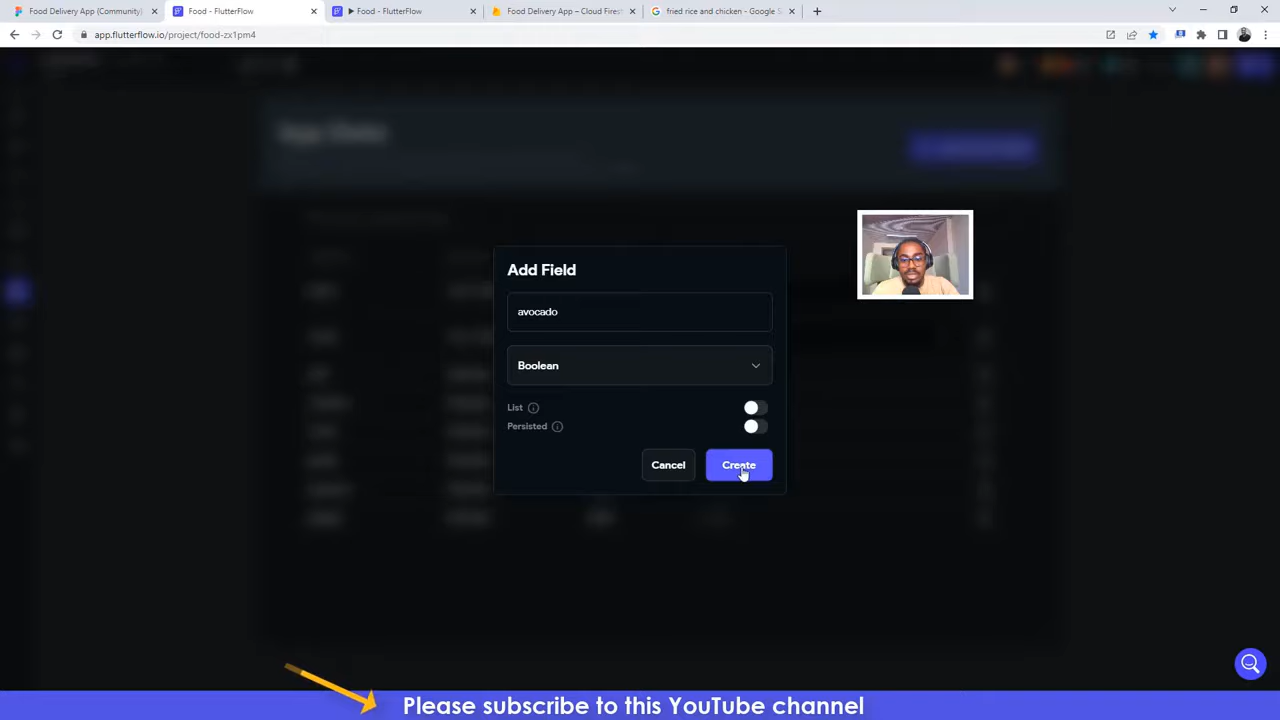 Food Delivery App (Community)
Food - FlutterFlow
Food - FlutterFlow
Food Delivery App – Cloud Fires
fried rice and chicken - Google S
app.flutterflow.io/project/food-zx1pm4
Add Field
avocado
Boolean
List
Persisted
Cancel
Create
Please subscribe to this YouTube channel